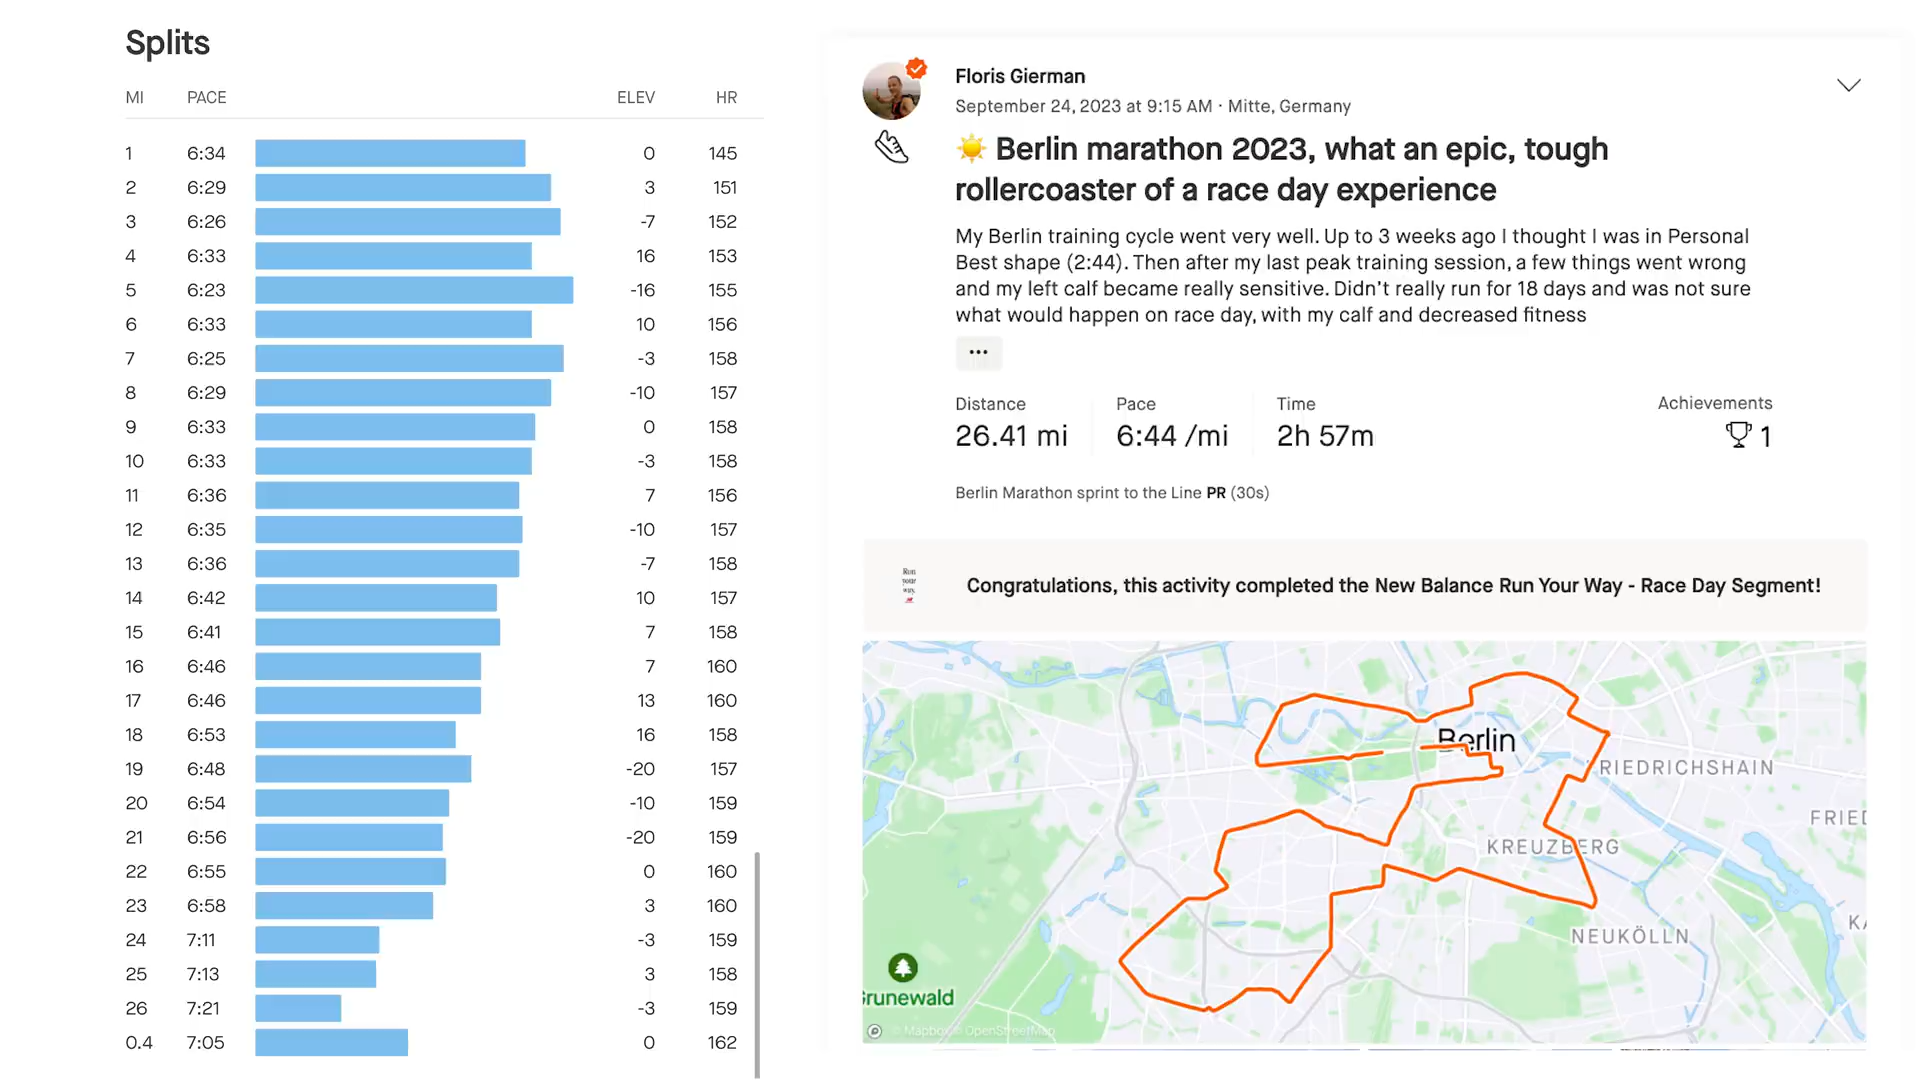 Splits
MI PACE ELEV HR
1 6:34 0 145
2 6:29 3 151
3 6:26 -7 152
4 6:33 16 153
5 6:23 -16 155
6 6:33 10 156
7 6:25 -3 158
8 6:29 -10 157
9 6:33 0 158
10 6:33 -3 158
11 6:36 7 156
12 6:35 -10 157
13 6:36 -7 158
14 6:42 10 157
15 6:41 7 158
16 6:46 7 160
17 6:46 13 160
18 6:53 16 158
19 6:48 -20 157
20 6:54 -10 159
21 6:56 -20 159
22 6:55 0 160
23 6:58 3 160
24 7:11 -3 159
25 7:13 3 158
26 7:21 -3 159
0.4 7:05 0 162
Floris Gierman
September 24, 2023 at 9:15 AM · Mitte, Germany
☀️ Berlin marathon 2023, what an epic, tough
rollercoaster of a race day experience
My Berlin training cycle went very well. Up to 3 weeks ago I thought I was in Personal
Best shape (2:44). Then after my last peak training session, a few things went wrong
and my left calf became really sensitive. Didn't really run for 18 days and was not sure
what would happen on race day, with my calf and decreased fitness
...
Distance Pace Time Achievements
26.41 mi 6:44 /mi 2h 57m 1
Berlin Marathon sprint to the Line PR (30s)
Run
your
way.
Congratulations, this activity completed the New Balance Run Your Way - Race Day Segment!
Berlin
RIEDRICHSHAIN
FRIED
KREUZBERG
KA
NEUKÖLLN
Grunewald
© Mapbox © OpenStreetMap